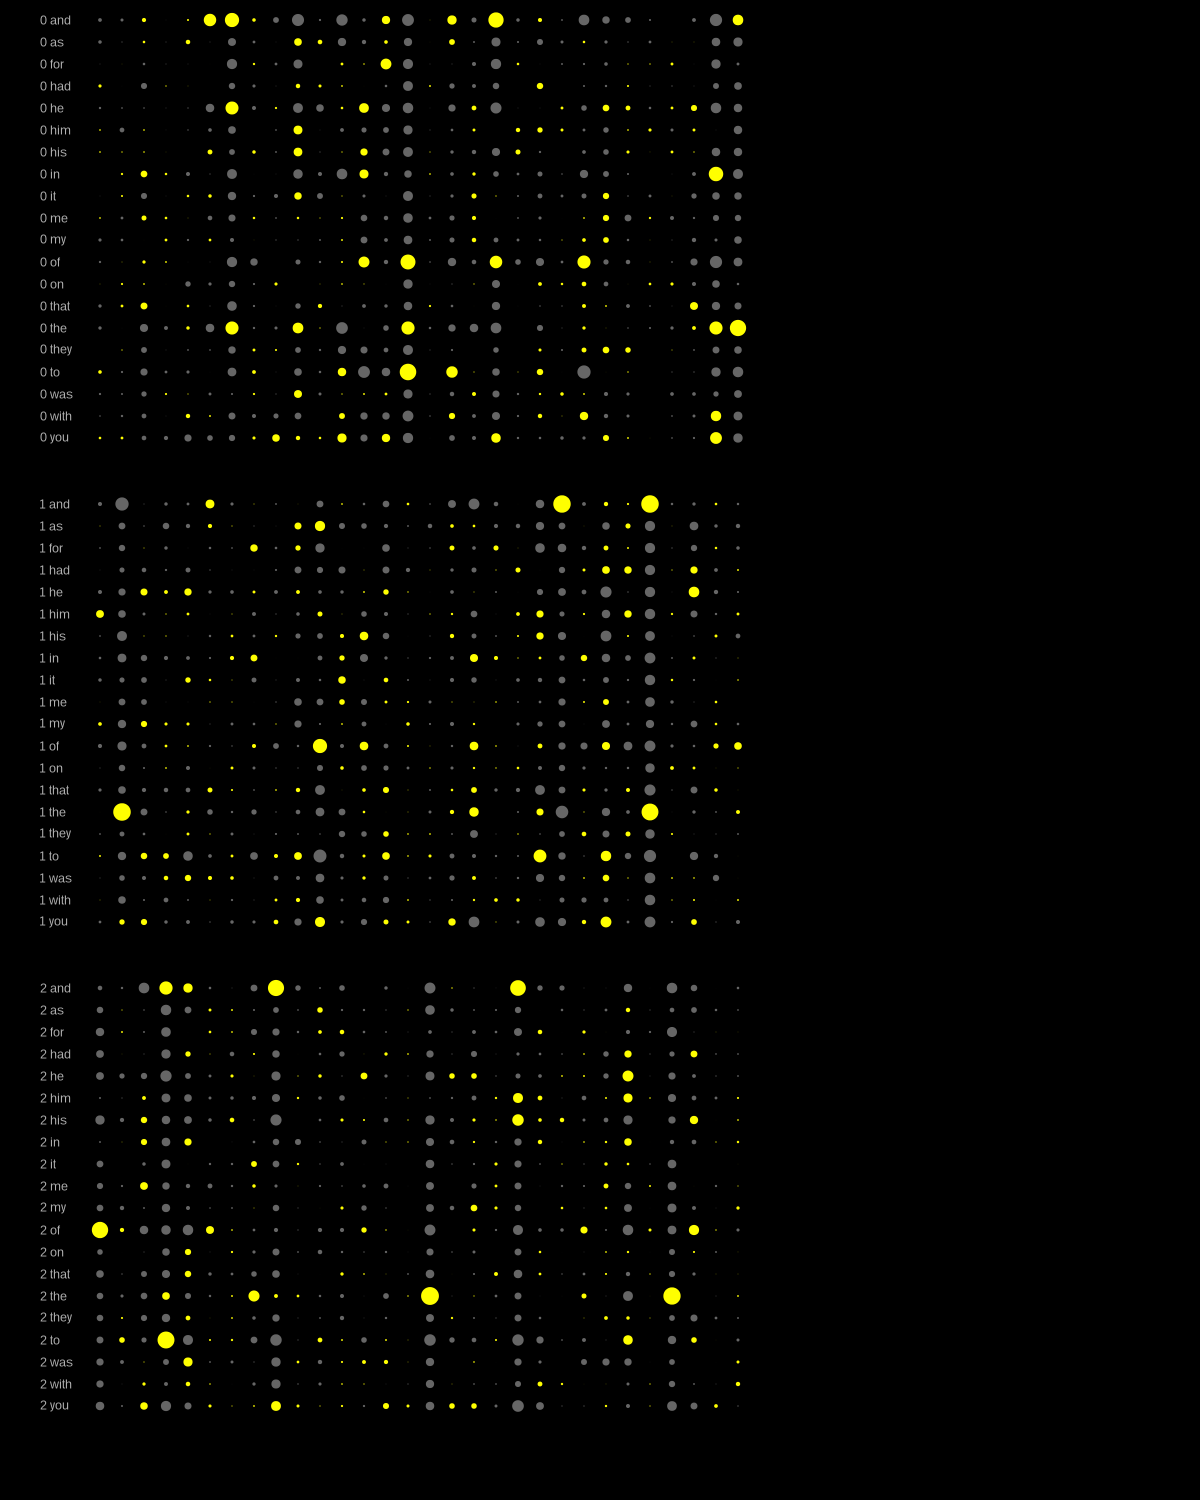 0 and
0 as
0 for
0 had
0 he
0 him
0 his
0 in
0 it
0 me
0 my
0 of
0 on
0 that
0 the
0 they
0 to
0 was
0 with
0 you
1 and
1 as
1 for
1 had
1 he
1 him
1 his
1 in
1 it
1 me
1 my
1 of
1 on
1 that
1 the
1 they
1 to
1 was
1 with
1 you
2 and
2 as
2 for
2 had
2 he
2 him
2 his
2 in
2 it
2 me
2 my
2 of
2 on
2 that
2 the
2 they
2 to
2 was
2 with
2 you